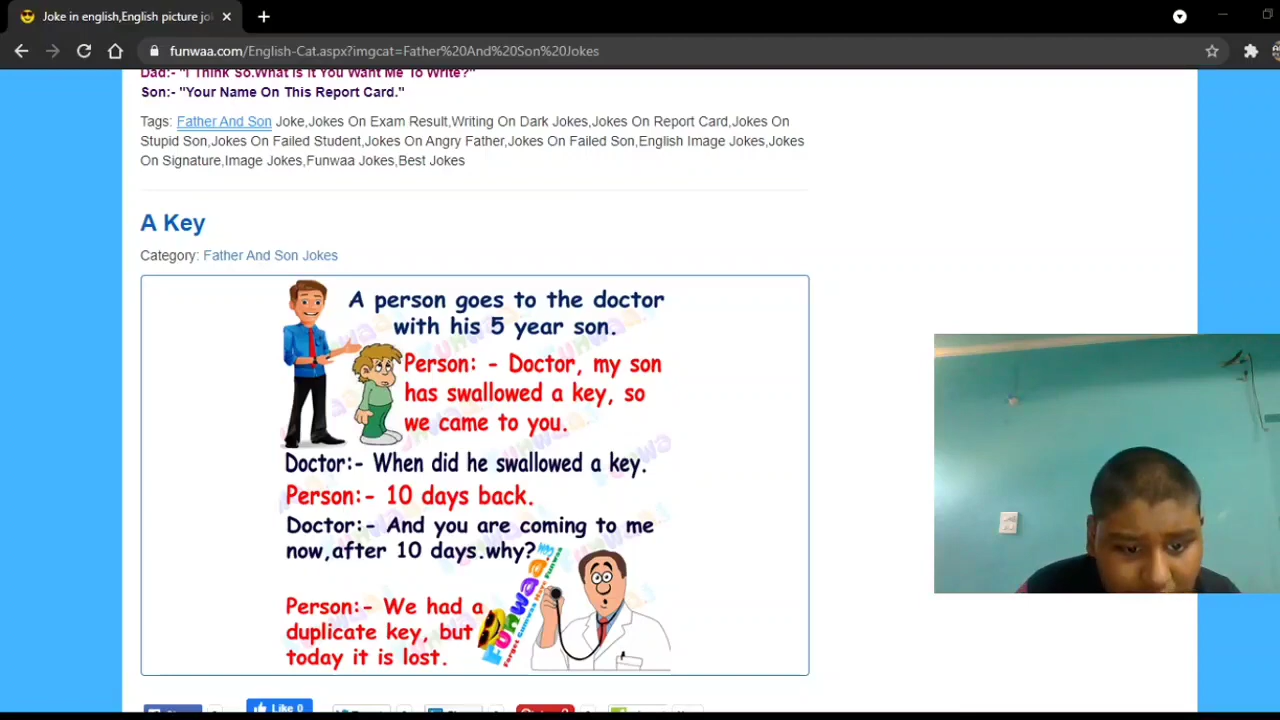 Joke in english,English picture jo
funwaa.com/English-Cat.aspx?imgcat=Father%20And%20Son%20Jokes
Dad:- "I Think So.What Is It You Want Me To Write?"
Son:- "Your Name On This Report Card."
Tags: Father And Son Joke,Jokes On Exam Result,Writing On Dark Jokes,Jokes On Report Card,Jokes On
Stupid Son,Jokes On Failed Student,Jokes On Angry Father,Jokes On Failed Son,English Image Jokes,Jokes
On Signature,Image Jokes,Funwaa Jokes,Best Jokes
A Key
Category: Father And Son Jokes
A person goes to the doctor
with his 5 year son.
Person: - Doctor, my son
has swallowed a key, so
we came to you.
Doctor:- When did he swallowed a key.
Person:- 10 days back.
Doctor:- And you are coming to me
now,after 10 days.why?
Person:- We had a
duplicate key, but
today it is lost.
Funwaa
Forget Gumwaa Have Funwaa
Like 0